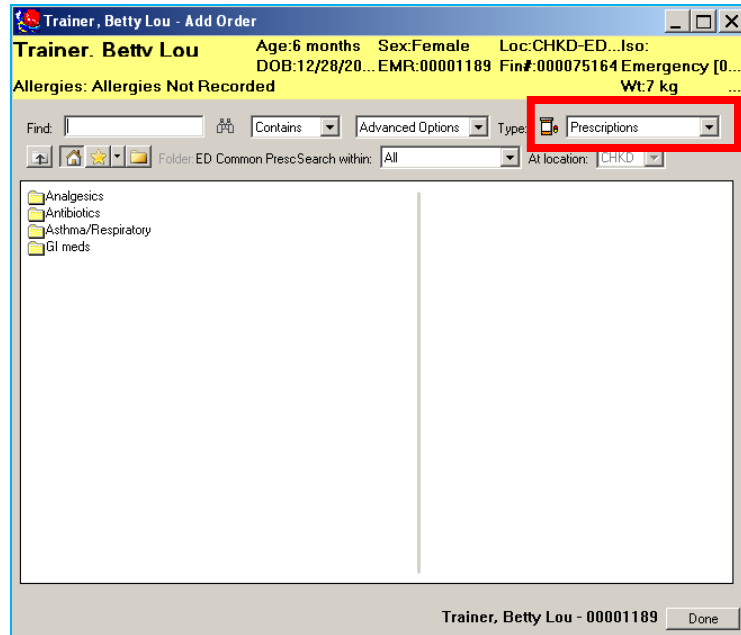 Trainer, Betty Lou - Add Order
Trainer, Betty Lou Age:6 months Sex:Female Loc:CHKD-ED...Iso:
DOB:12/28/20... EMR:00001189 Fin#:000075164 Emergency [0...
Allergies: Allergies Not Recorded Wt:7 kg ...
Find: Contains Advanced Options Type: Prescriptions
Folder: ED Common PrescSearch within: All At location: CHKD
Analgesics
Antibiotics
Asthma/Respiratory
GI meds
Trainer, Betty Lou - 00001189 Done